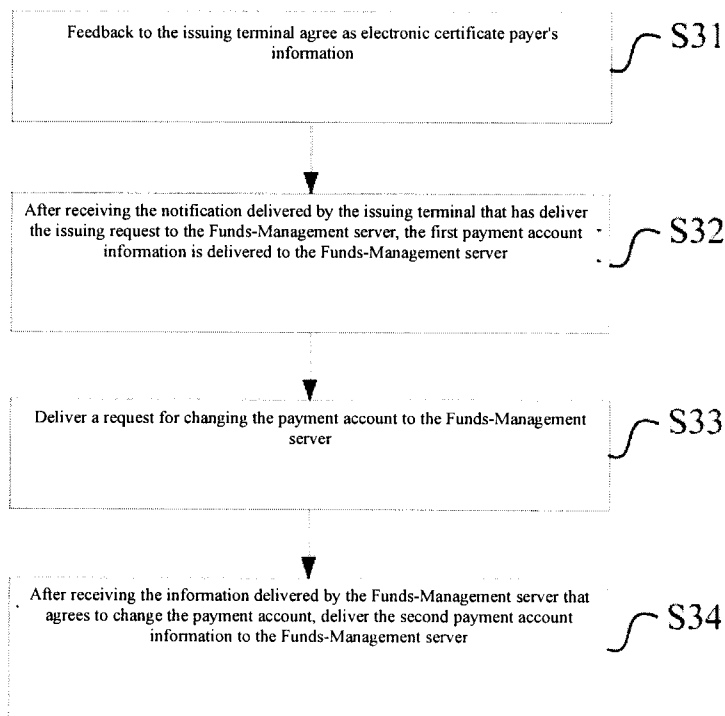 Feedback to the issuing terminal agree as electronic certificate payer's
information
S31
After receiving the notification delivered by the issuing terminal that has deliver
the issuing request to the Funds-Management server, the first payment account
information is delivered to the Funds-Management server
S32
Deliver a request for changing the payment account to the Funds-Management
server
S33
After receiving the information delivered by the Funds-Management server that
agrees to change the payment account, deliver the second payment account
information to the Funds-Management server
S34